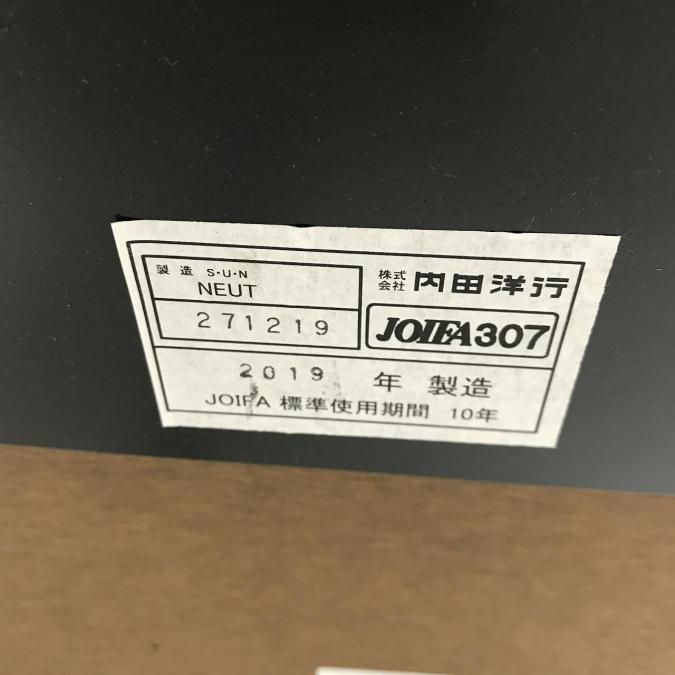 製造 S・U・N
NEUT
271219
株式会社 内田洋行
JOIFA307
2019 年 製造
JOIFA 標準使用期間 10年